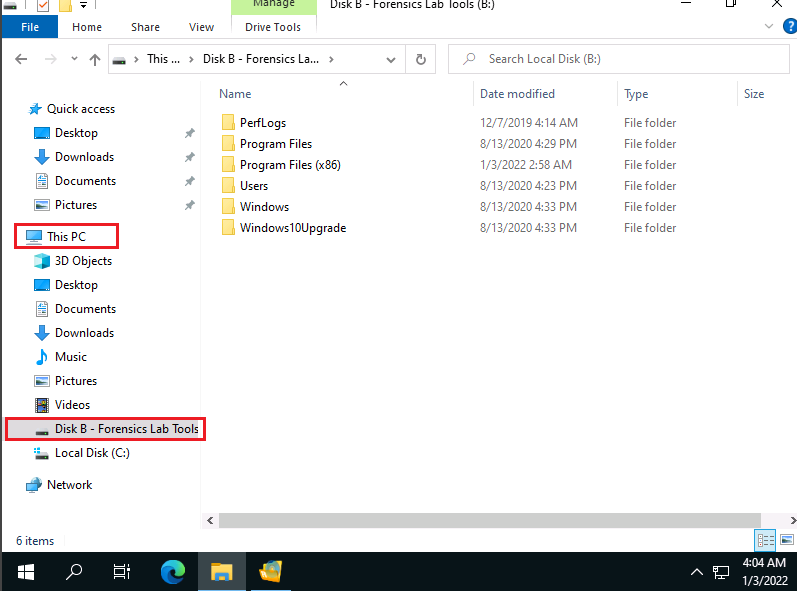 Manage
Disk B - Forensics Lab Tools (B:)
File
Home
Share
View
Drive Tools
?
This ... > Disk B - Forensics La... >
Search Local Disk (B:)
Name
Date modified
Type
Size
Quick access
Desktop
Downloads
Documents
Pictures
This PC
3D Objects
Desktop
Documents
Downloads
Music
Pictures
Videos
Disk B - Forensics Lab Tools
Local Disk (C:)
Network
PerfLogs 12/7/2019 4:14 AM File folder
Program Files 8/13/2020 4:29 PM File folder
Program Files (x86) 1/3/2022 2:58 AM File folder
Users 8/13/2020 4:23 PM File folder
Windows 8/13/2020 4:33 PM File folder
Windows10Upgrade 8/13/2020 4:33 PM File folder
6 items
4:04 AM
1/3/2022